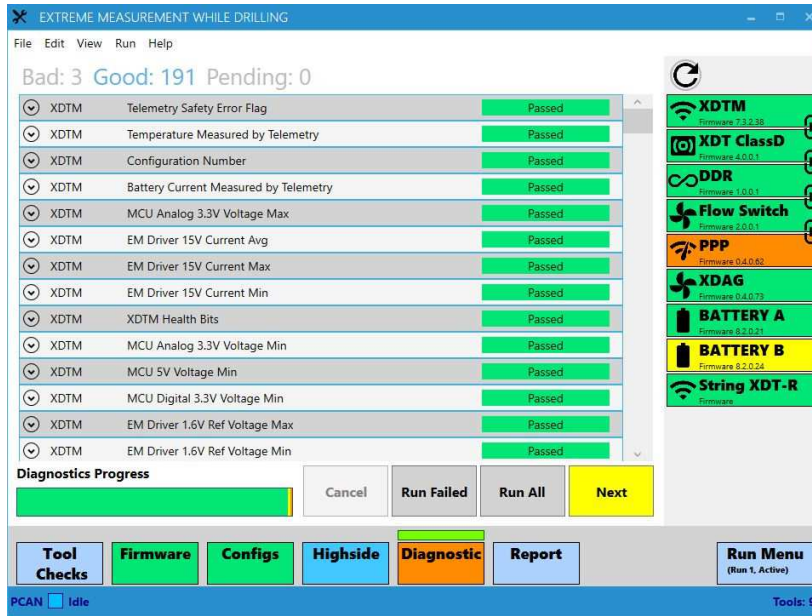 EXTREME MEASUREMENT WHILE DRILLING
File Edit View Run Help
Bad: 3 Good: 191 Pending: 0
XDTM Telemetry Safety Error Flag Passed
XDTM Temperature Measured by Telemetry Passed
XDTM Configuration Number Passed
XDTM Battery Current Measured by Telemetry Passed
XDTM MCU Analog 3.3V Voltage Max Passed
XDTM EM Driver 15V Current Avg Passed
XDTM EM Driver 15V Current Max Passed
XDTM EM Driver 15V Current Min Passed
XDTM XDTM Health Bits Passed
XDTM MCU Analog 3.3V Voltage Min Passed
XDTM MCU 5V Voltage Min Passed
XDTM MCU Digital 3.3V Voltage Min Passed
XDTM EM Driver 1.6V Ref Voltage Max Passed
XDTM EM Driver 1.6V Ref Voltage Min Passed
XDTM
Firmware 7.3.2.38
XDT ClassD
Firmware 4.0.0.1
DDR
Firmware 1.0.0.1
Flow Switch
Firmware 2.0.0.1
PPP
Firmware 0.4.0.62
XDAG
Firmware 0.4.0.73
BATTERY A
Firmware 8.2.0.21
BATTERY B
Firmware 8.2.0.24
String XDT-R
Firmware
Diagnostics Progress
Cancel Run Failed Run All Next
Tool Checks Firmware Configs Highside Diagnostic Report Run Menu
(Run 1, Active)
PCAN Idle Tools: